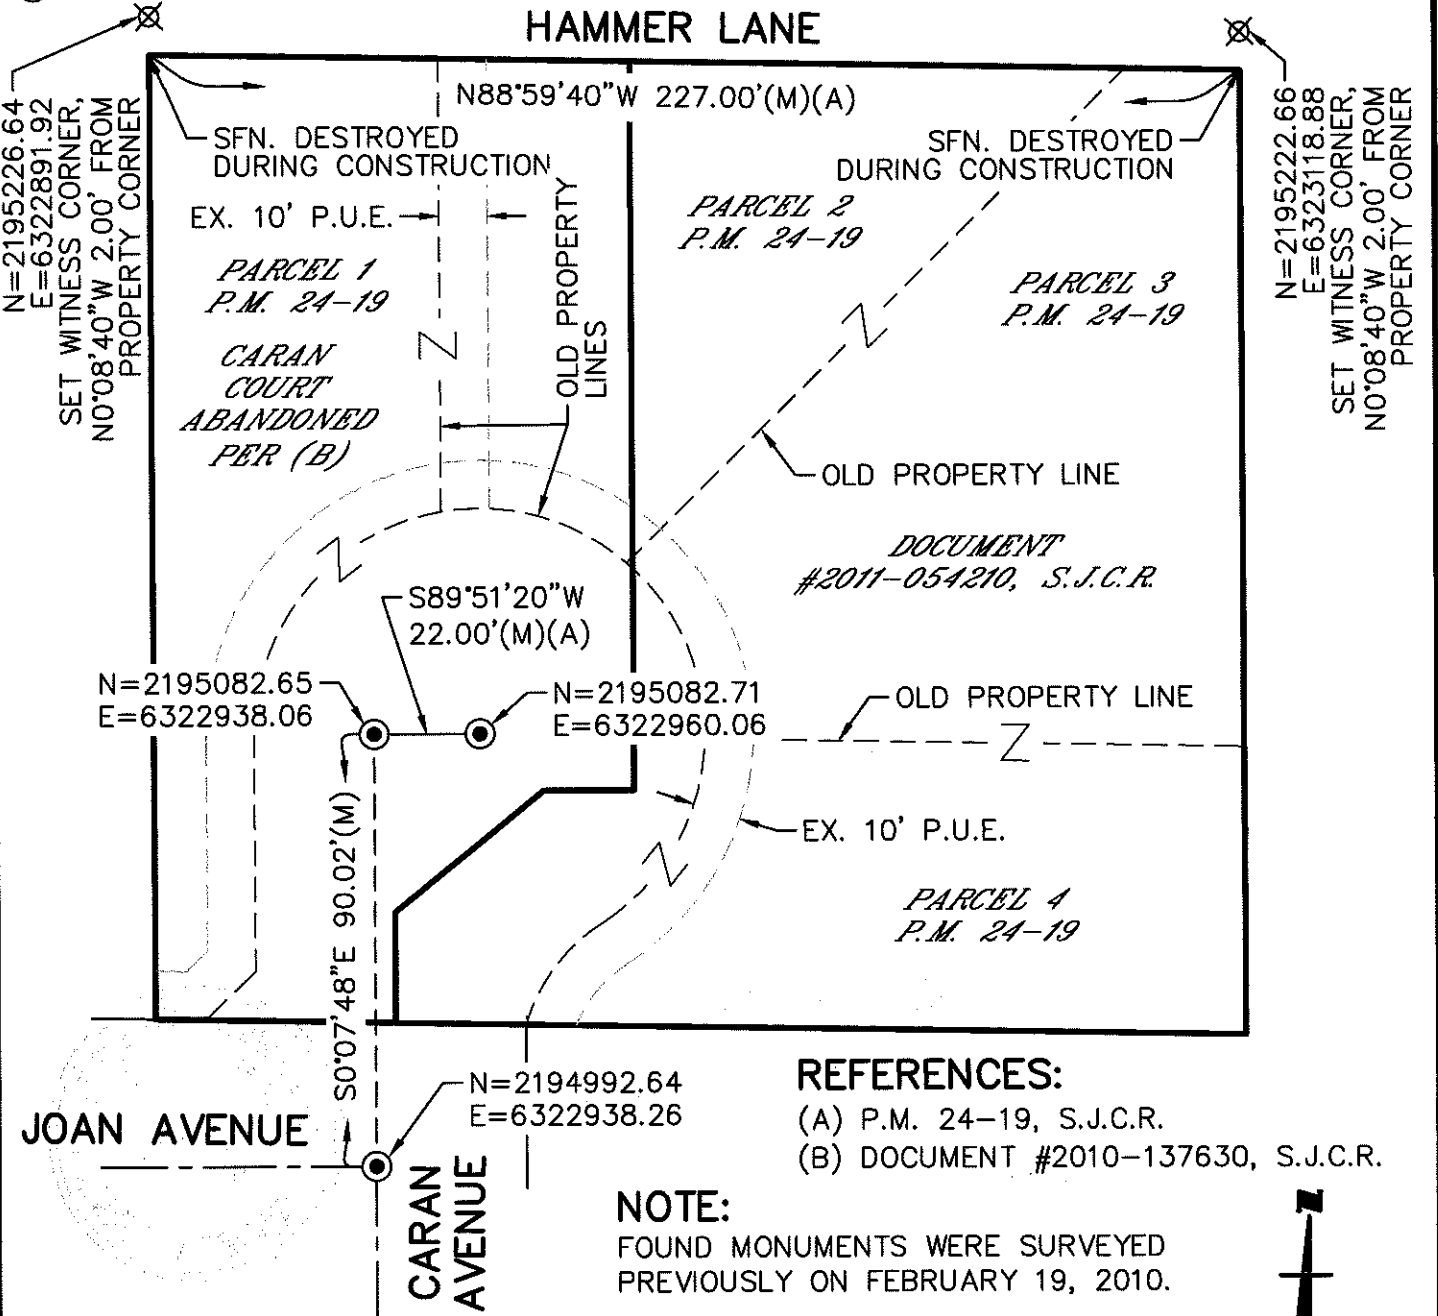 HAMMER LANE
N=2195226.64
E=6322891.92
SET WITNESS CORNER,
N0°08'40"W 2.00' FROM
PROPERTY CORNER
N88°59'40"W 227.00'(M)(A)
SFN. DESTROYED
DURING CONSTRUCTION
SFN. DESTROYED
DURING CONSTRUCTION
N=2195222.66
E=6323118.88
SET WITNESS CORNER,
N0°08'40"W 2.00' FROM
PROPERTY CORNER
EX. 10' P.U.E.
OLD PROPERTY
LINES
PARCEL 1
P.M. 24-19
CARAN
COURT
ABANDONED
PER (B)
PARCEL 2
P.M. 24-19
PARCEL 3
P.M. 24-19
OLD PROPERTY LINE
DOCUMENT
#2011-054210, S.J.C.R.
S89°51'20"W
22.00'(M)(A)
N=2195082.65
E=6322938.06
N=2195082.71
E=6322960.06
OLD PROPERTY LINE
S0°07'48"E 90.02'(M)
EX. 10' P.U.E.
PARCEL 4
P.M. 24-19
N=2194992.64
E=6322938.26
JOAN AVENUE
CARAN
AVENUE
REFERENCES:
(A) P.M. 24-19, S.J.C.R.
(B) DOCUMENT #2010-137630, S.J.C.R.
NOTE:
FOUND MONUMENTS WERE SURVEYED
PREVIOUSLY ON FEBRUARY 19, 2010.
N